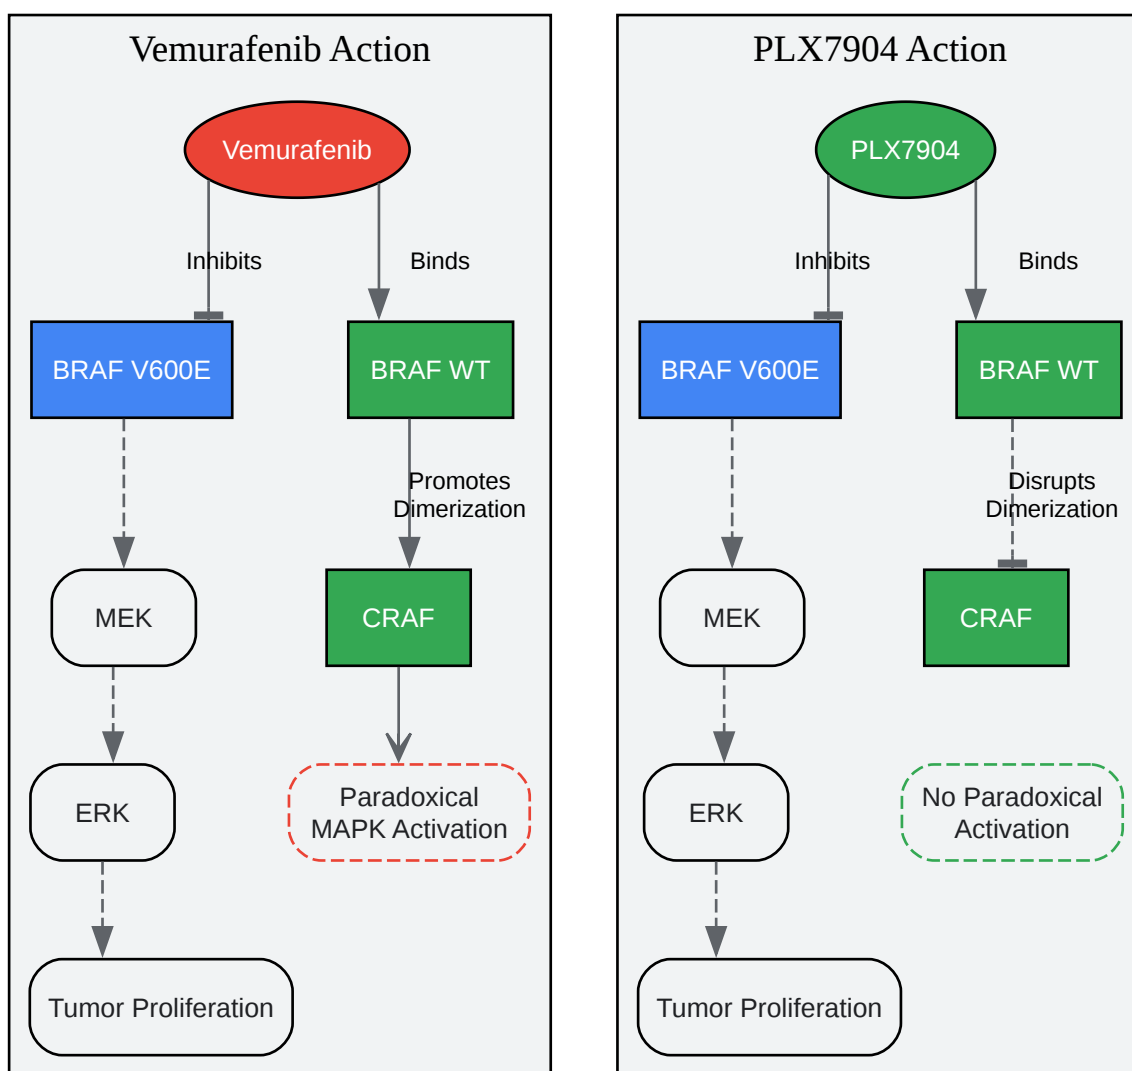 Vemurafenib Action
Vemurafenib
Inhibits
Binds
BRAF V600E
BRAF WT
Promotes
Dimerization
MEK
CRAF
ERK
Paradoxical
MAPK Activation
Tumor Proliferation
PLX7904 Action
PLX7904
Inhibits
Binds
BRAF V600E
BRAF WT
Disrupts
Dimerization
MEK
CRAF
ERK
No Paradoxical
Activation
Tumor Proliferation